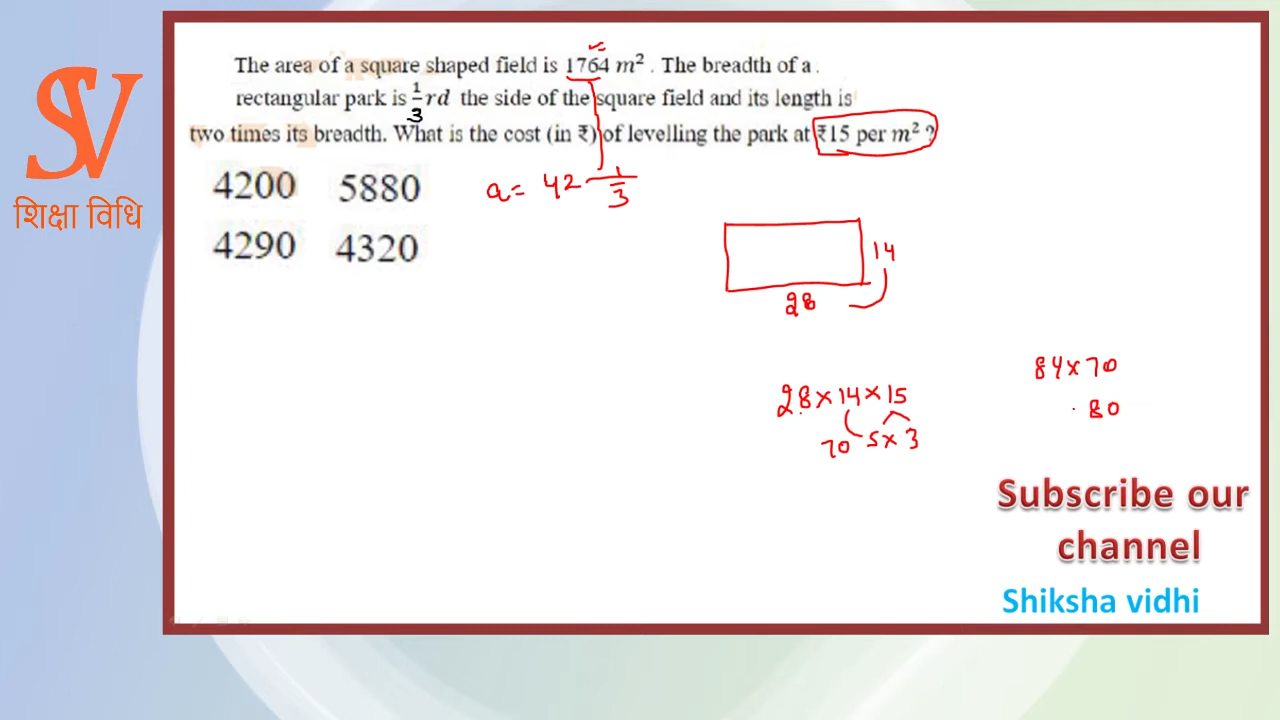 SV
शिक्षा विधि
The area of a square shaped field is 1764 m². The breadth of a
rectangular park is 1/3 rd the side of the square field and its length is
two times its breadth. What is the cost (in ₹) of levelling the park at ₹15 per m² ?
4200 5880
4290 4320
a = 42 1/3
14
28
28 × 14 × 15
70 5 × 3
84 × 70
80
Subscribe our
channel
Shiksha vidhi